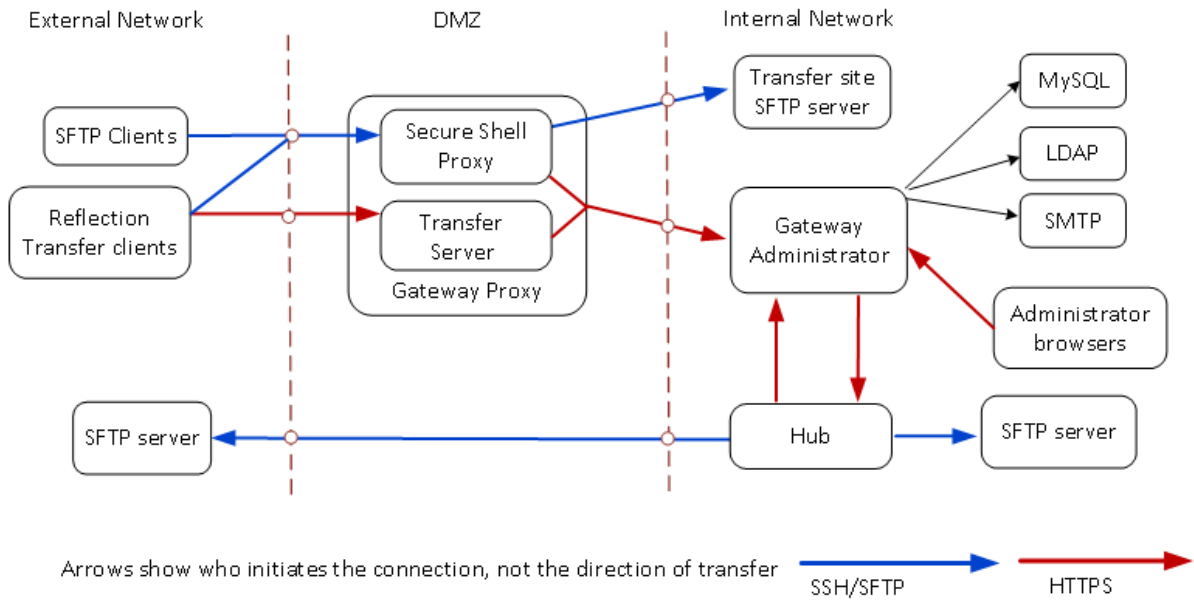 External Network
DMZ
Internal Network
SFTP Clients
Reflection
Transfer clients
Secure Shell
Proxy
Transfer
Server
Gateway Proxy
Transfer site
SFTP server
MySQL
LDAP
SMTP
Gateway
Administrator
Administrator
browsers
SFTP server
Hub
SFTP server
Arrows show who initiates the connection, not the direction of transfer
SSH/SFTP
HTTPS